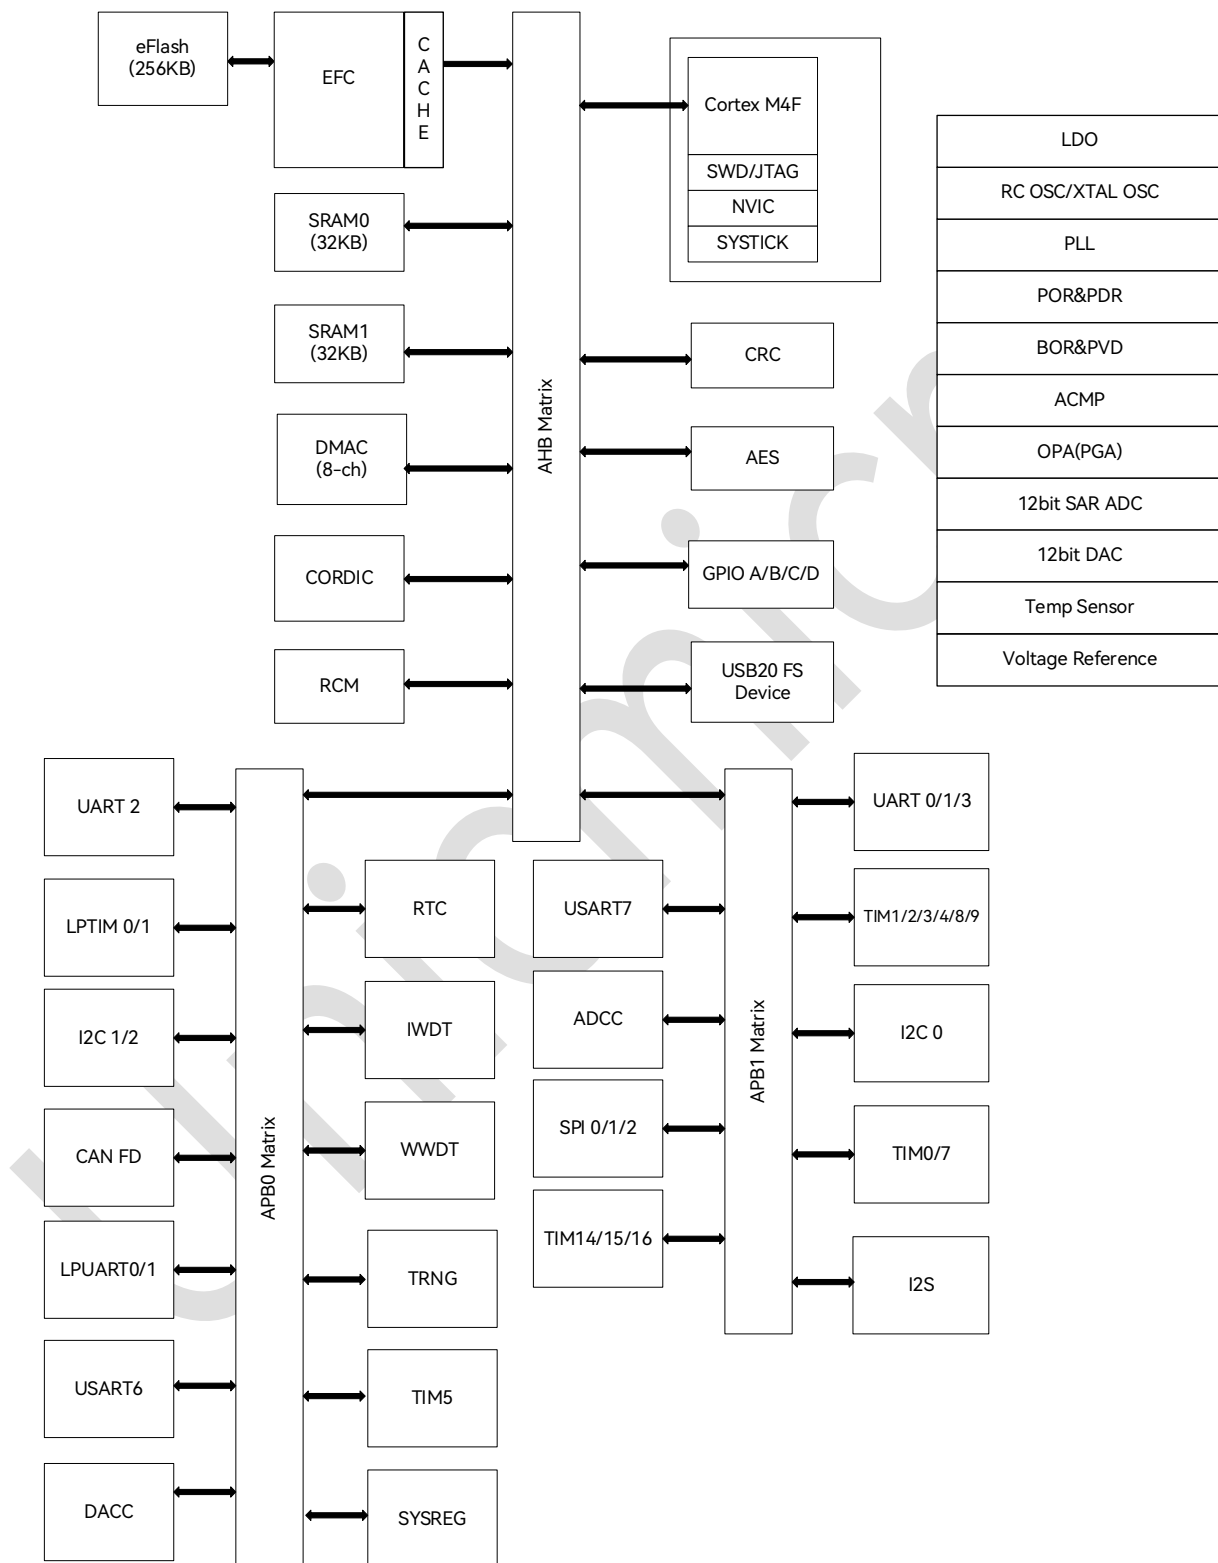 eFlash
(256KB)
EFC
C
A
C
H
E
Cortex M4F
SWD/JTAG
NVIC
SYSTICK
LDO
RC OSC/XTAL OSC
PLL
POR&PDR
BOR&PVD
ACMP
OPA(PGA)
12bit SAR ADC
12bit DAC
Temp Sensor
Voltage Reference
SRAM0
(32KB)
SRAM1
(32KB)
DMAC
(8-ch)
CORDIC
RCM
AHB Matrix
CRC
AES
GPIO A/B/C/D
USB20 FS
Device
UART 2
LPTIM 0/1
I2C 1/2
CAN FD
LPUART0/1
USART6
DACC
APB0 Matrix
RTC
IWDT
WWDT
TRNG
TIM5
SYSREG
USART7
ADCC
SPI 0/1/2
TIM14/15/16
APB1 Matrix
UART 0/1/3
TIM1/2/3/4/8/9
I2C 0
TIM0/7
I2S